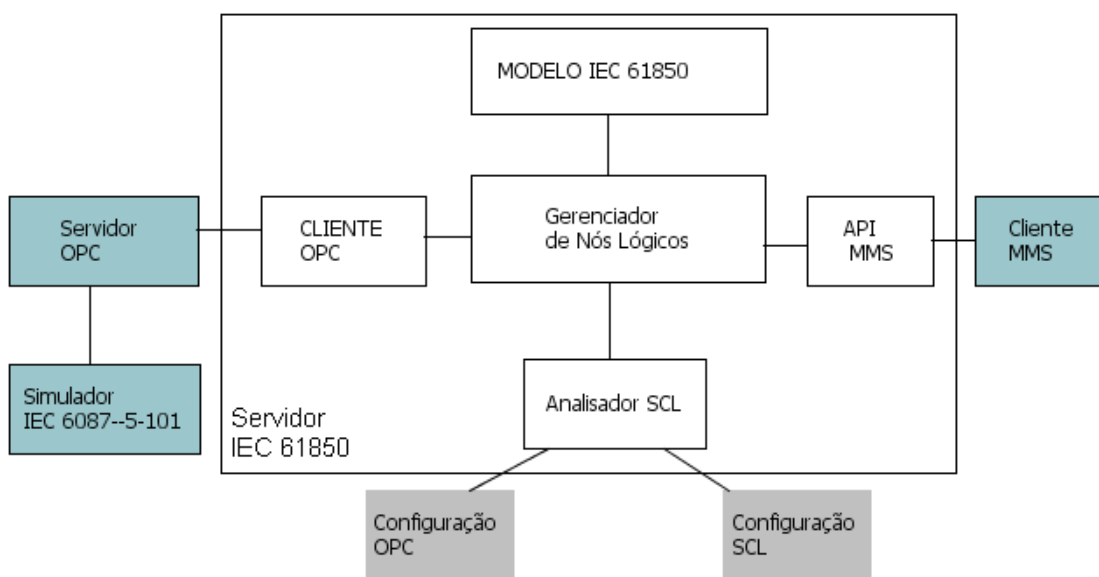 MODELO IEC 61850
Servidor
OPC
CLIENTE
OPC
Gerenciador
de Nós Lógicos
API
MMS
Cliente
MMS
Simulador
IEC 6087--5-101
Analisador SCL
Servidor
IEC 61850
Configuração
OPC
Configuração
SCL